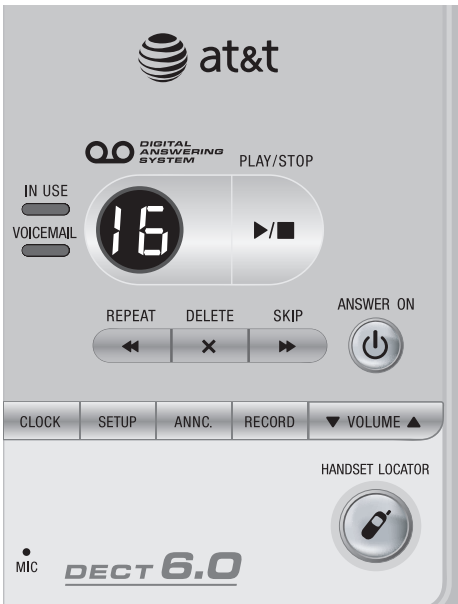 at&t
DIGITAL
ANSWERING
SYSTEM
PLAY/STOP
IN USE
VOICEMAIL
16
REPEAT DELETE SKIP
ANSWER ON
CLOCK SETUP ANNC. RECORD VOLUME
HANDSET LOCATOR
MIC
DECT 6.0